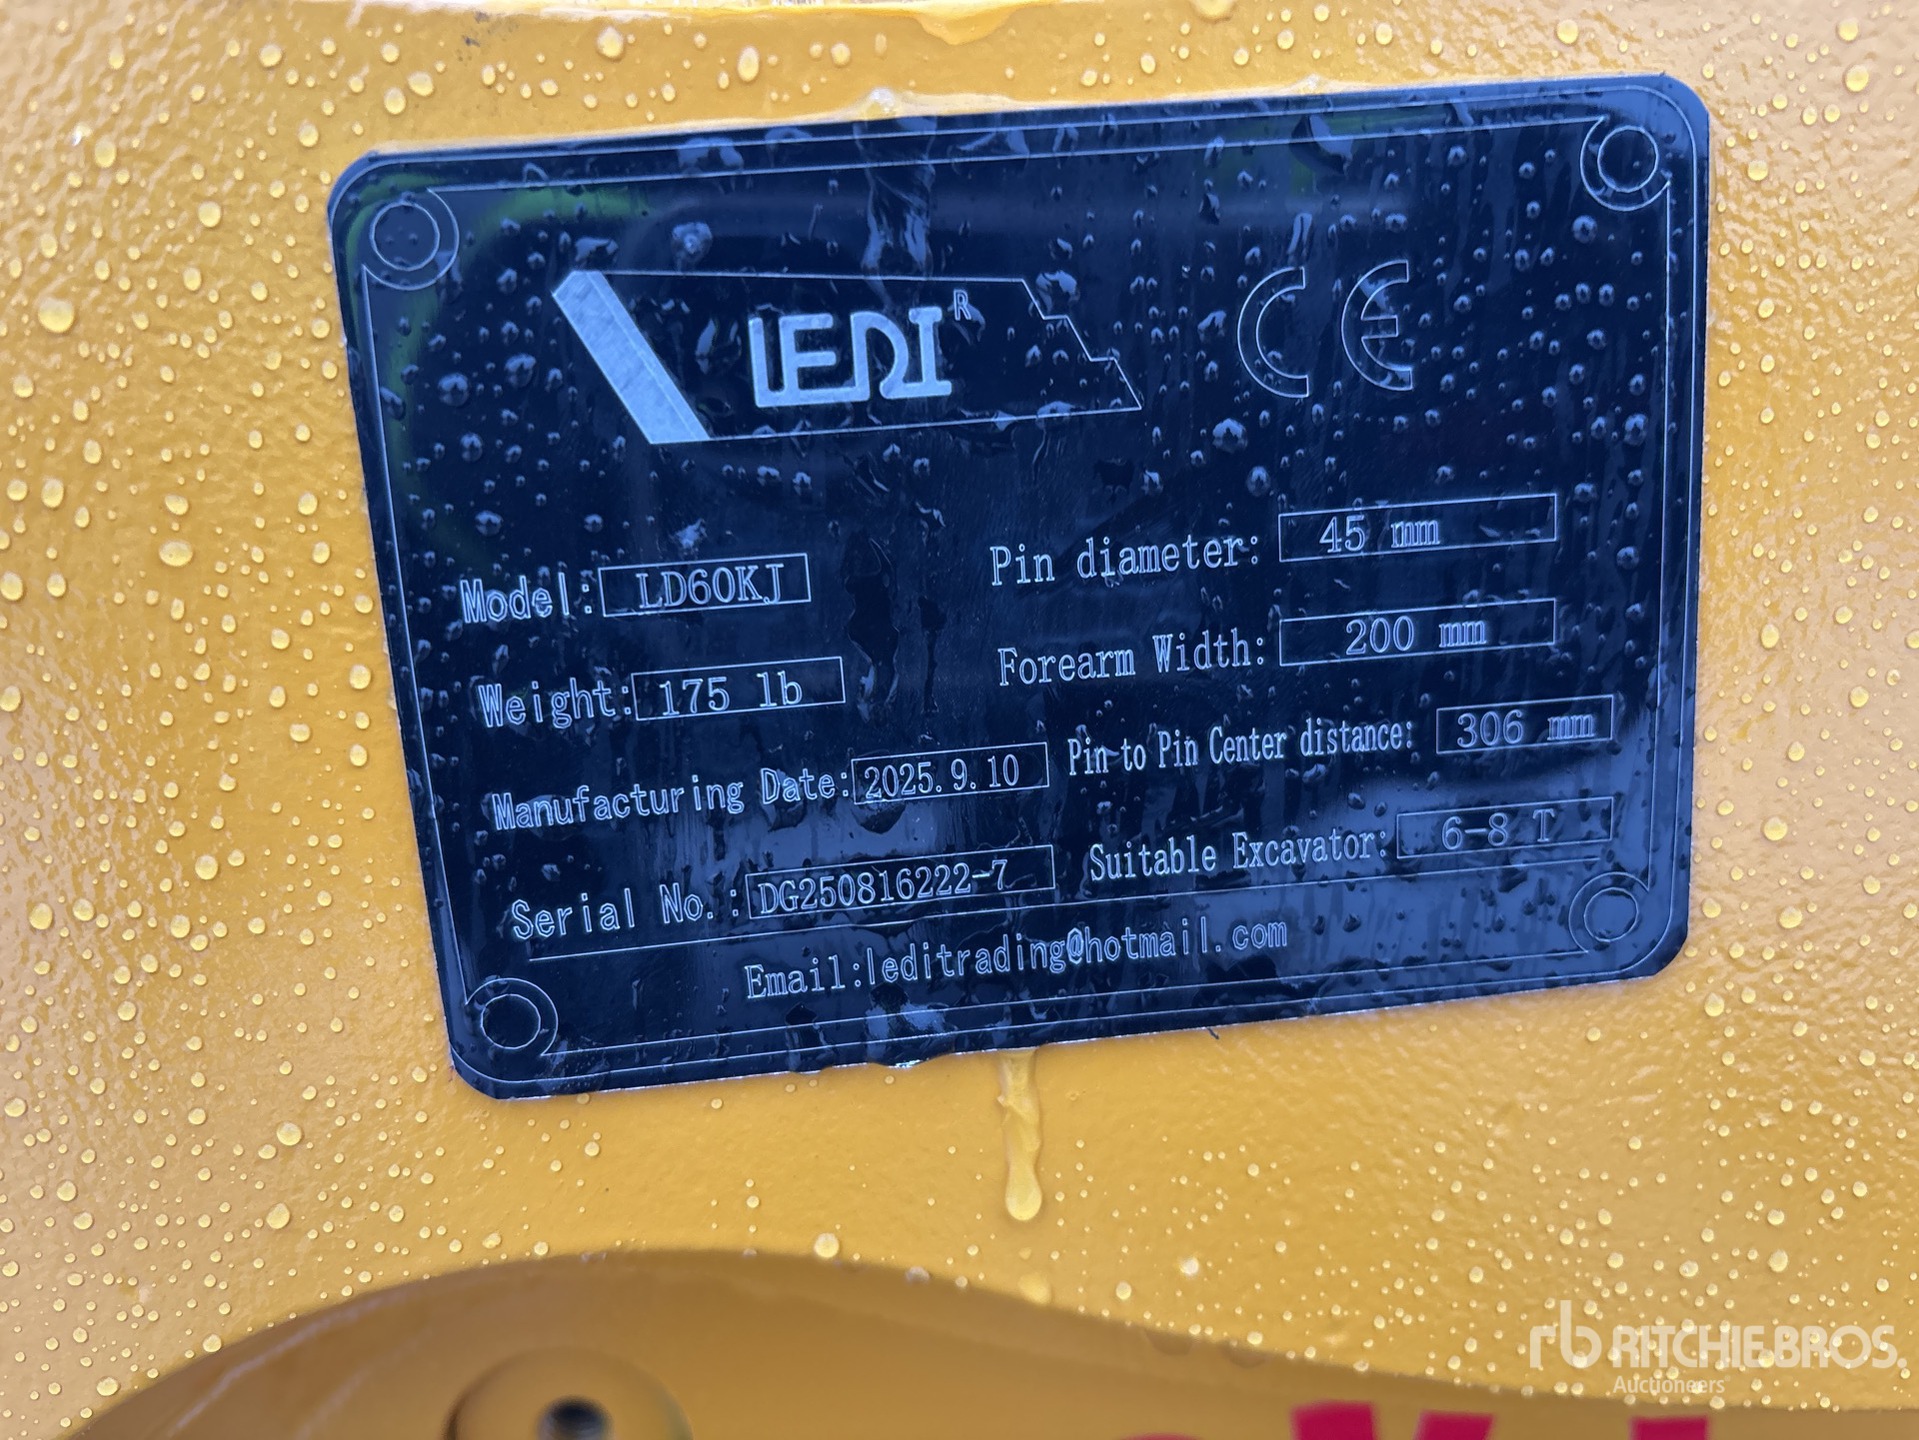 LEDI R CE
Model: LD60KJ
Weight: 175 lb
Manufacturing Date: 2025.9.10
Serial No.: DG250816222-7
Pin diameter: 45 mm
Forearm Width: 200 mm
Pin to Pin Center distance: 306 mm
Suitable Excavator: 6-8 T
Email:leditrading@hotmail.com
rb RITCHIE BROS.
Auctioneers